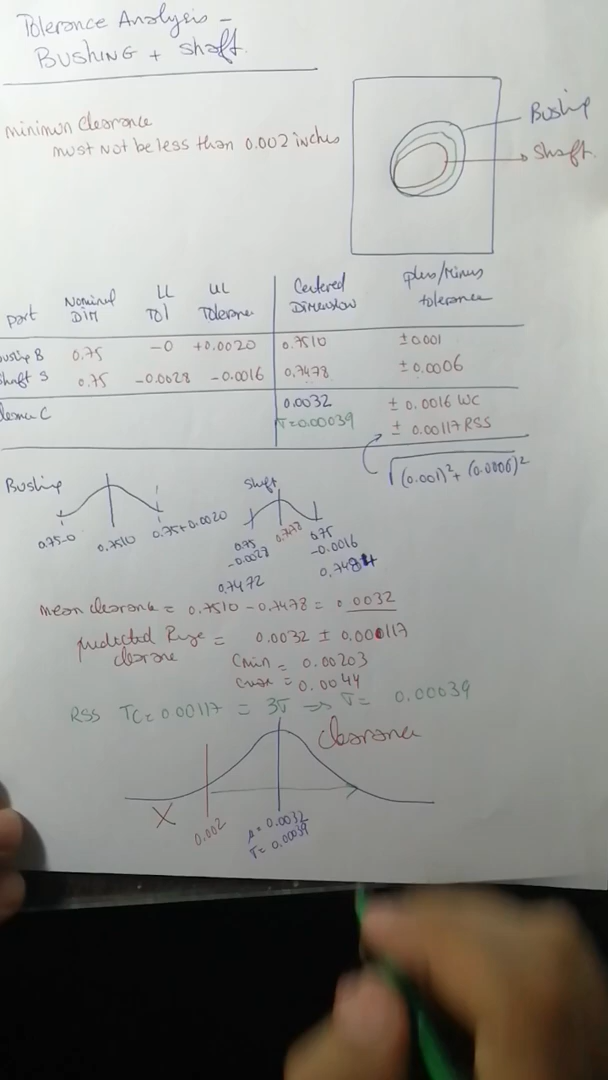 Tolerance Analysis -
BUSHING + Shaft.
minimun Clearance
must Not be less than 0.002 inches
Bushing
Shaft.
part Nominal DIM LL Tol UL Tolerance Centered Dimension plus/Minus tolerance
B 0.75 -0 +0.0020 0.7510 ±0.001
shaft S 0.75 -0.0028 -0.0016 0.7478 ±0.0006
C 0.0032 ± 0.0016 WC
σ=0.00039 ± 0.00117 RSS
√(0.001)²+(0.0006)²
Bushing
0.75-0 0.7510 0.75+0.0020
Shaft
0.75 -0.0028 0.7478 0.75 -0.0016
0.7472 0.7484
mean clearance = 0.7510 - 0.7478 = 0.0032
predicted Range clearance = 0.0032 ± 0.00117
Cmin = 0.00203
Cmax = 0.0044
RSS TC = 0.00117 = 3σ => σ = 0.00039
Clearance
X 0.002 μ = 0.0032
σ = 0.00039